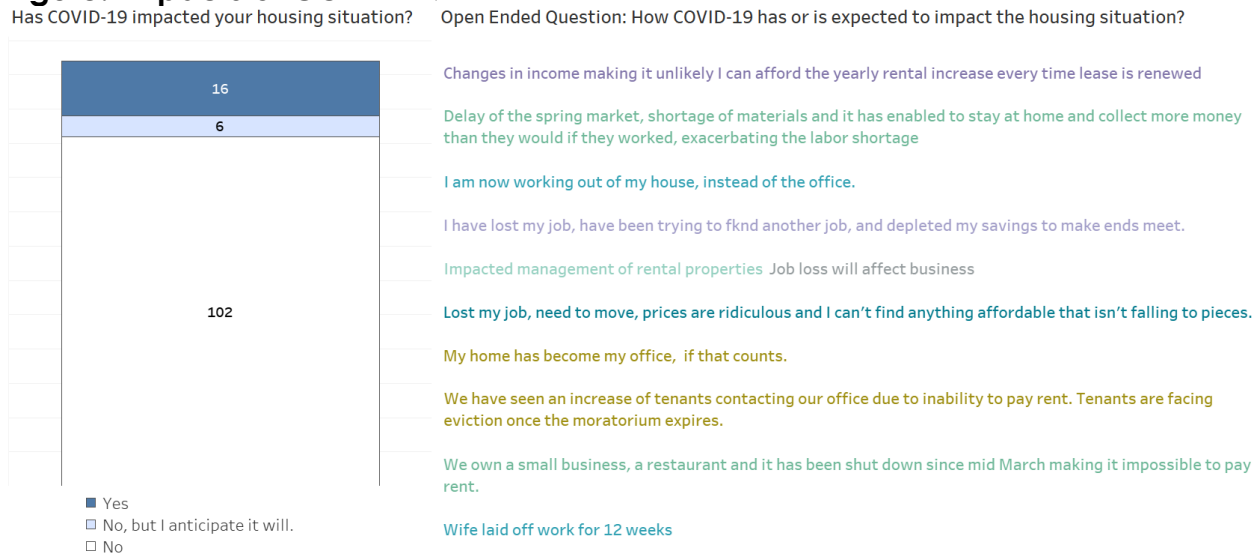 Has COVID-19 impacted your housing situation?
16
6
102
Yes
No, but I anticipate it will.
No
Open Ended Question: How COVID-19 has or is expected to impact the housing situation?
Changes in income making it unlikely I can afford the yearly rental increase every time lease is renewed
Delay of the spring market, shortage of materials and it has enabled to stay at home and collect more money
than they would if they worked, exacerbating the labor shortage
I am now working out of my house, instead of the office.
I have lost my job, have been trying to fknd another job, and depleted my savings to make ends meet.
Impacted management of rental properties Job loss will affect business
Lost my job, need to move, prices are ridiculous and I can't find anything affordable that isn't falling to pieces.
My home has become my office, if that counts.
We have seen an increase of tenants contacting our office due to inability to pay rent. Tenants are facing
eviction once the moratorium expires.
We own a small business, a restaurant and it has been shut down since mid March making it impossible to pay
rent.
Wife laid off work for 12 weeks